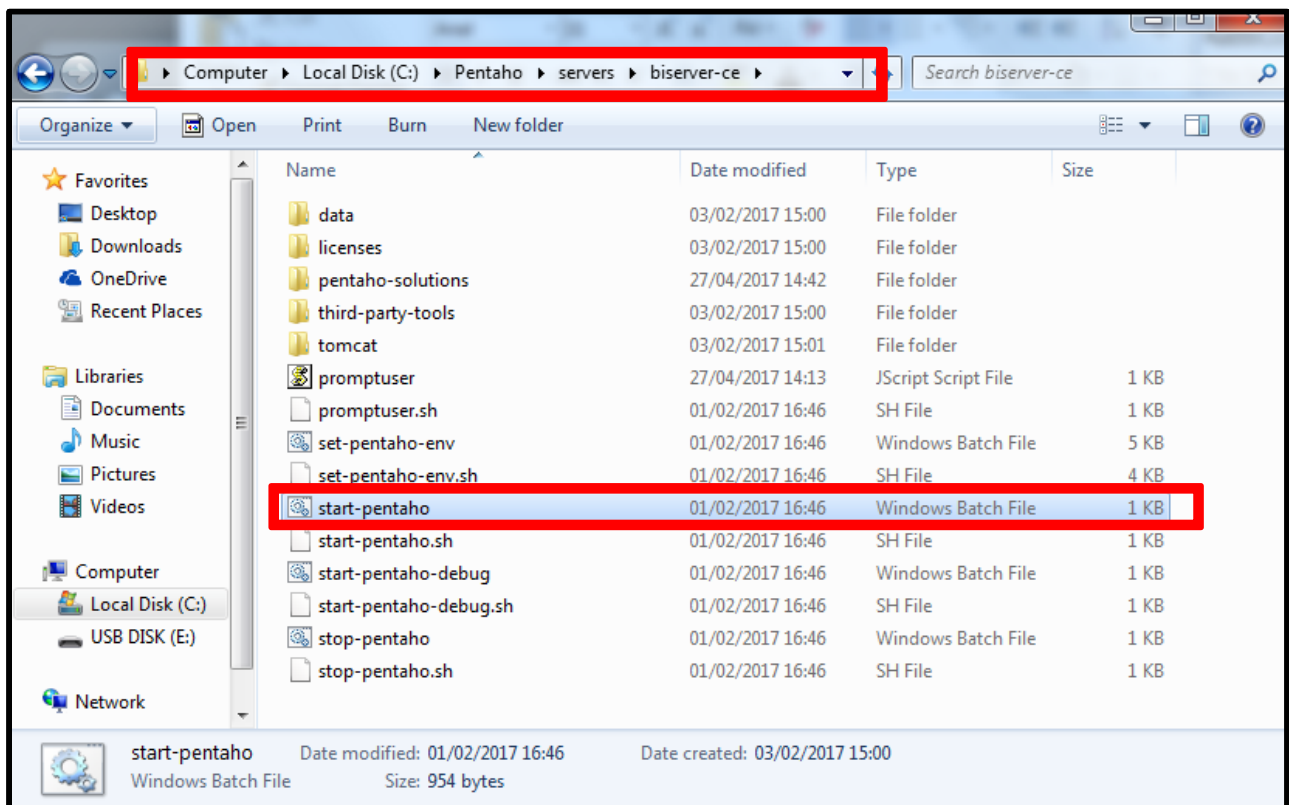 Computer Local Disk (C:) Pentaho servers biserver-ce Search biserver-ce
Organize Open Print Burn New folder
Name Date modified Type Size
Favorites
Desktop
Downloads
OneDrive
Recent Places
Libraries
Documents
Music
Pictures
Videos
Computer
Local Disk (C:)
USB DISK (E:)
Network
data 03/02/2017 15:00 File folder
licenses 03/02/2017 15:00 File folder
pentaho-solutions 27/04/2017 14:42 File folder
third-party-tools 03/02/2017 15:00 File folder
tomcat 03/02/2017 15:01 File folder
promptuser 27/04/2017 14:13 JScript Script File 1 KB
promptuser.sh 01/02/2017 16:46 SH File 1 KB
set-pentaho-env 01/02/2017 16:46 Windows Batch File 5 KB
set-pentaho-env.sh 01/02/2017 16:46 SH File 4 KB
start-pentaho 01/02/2017 16:46 Windows Batch File 1 KB
start-pentaho.sh 01/02/2017 16:46 SH File 1 KB
start-pentaho-debug 01/02/2017 16:46 Windows Batch File 1 KB
start-pentaho-debug.sh 01/02/2017 16:46 SH File 1 KB
stop-pentaho 01/02/2017 16:46 Windows Batch File 1 KB
stop-pentaho.sh 01/02/2017 16:46 SH File 1 KB
start-pentaho Date modified: 01/02/2017 16:46 Date created: 03/02/2017 15:00
Windows Batch File Size: 954 bytes